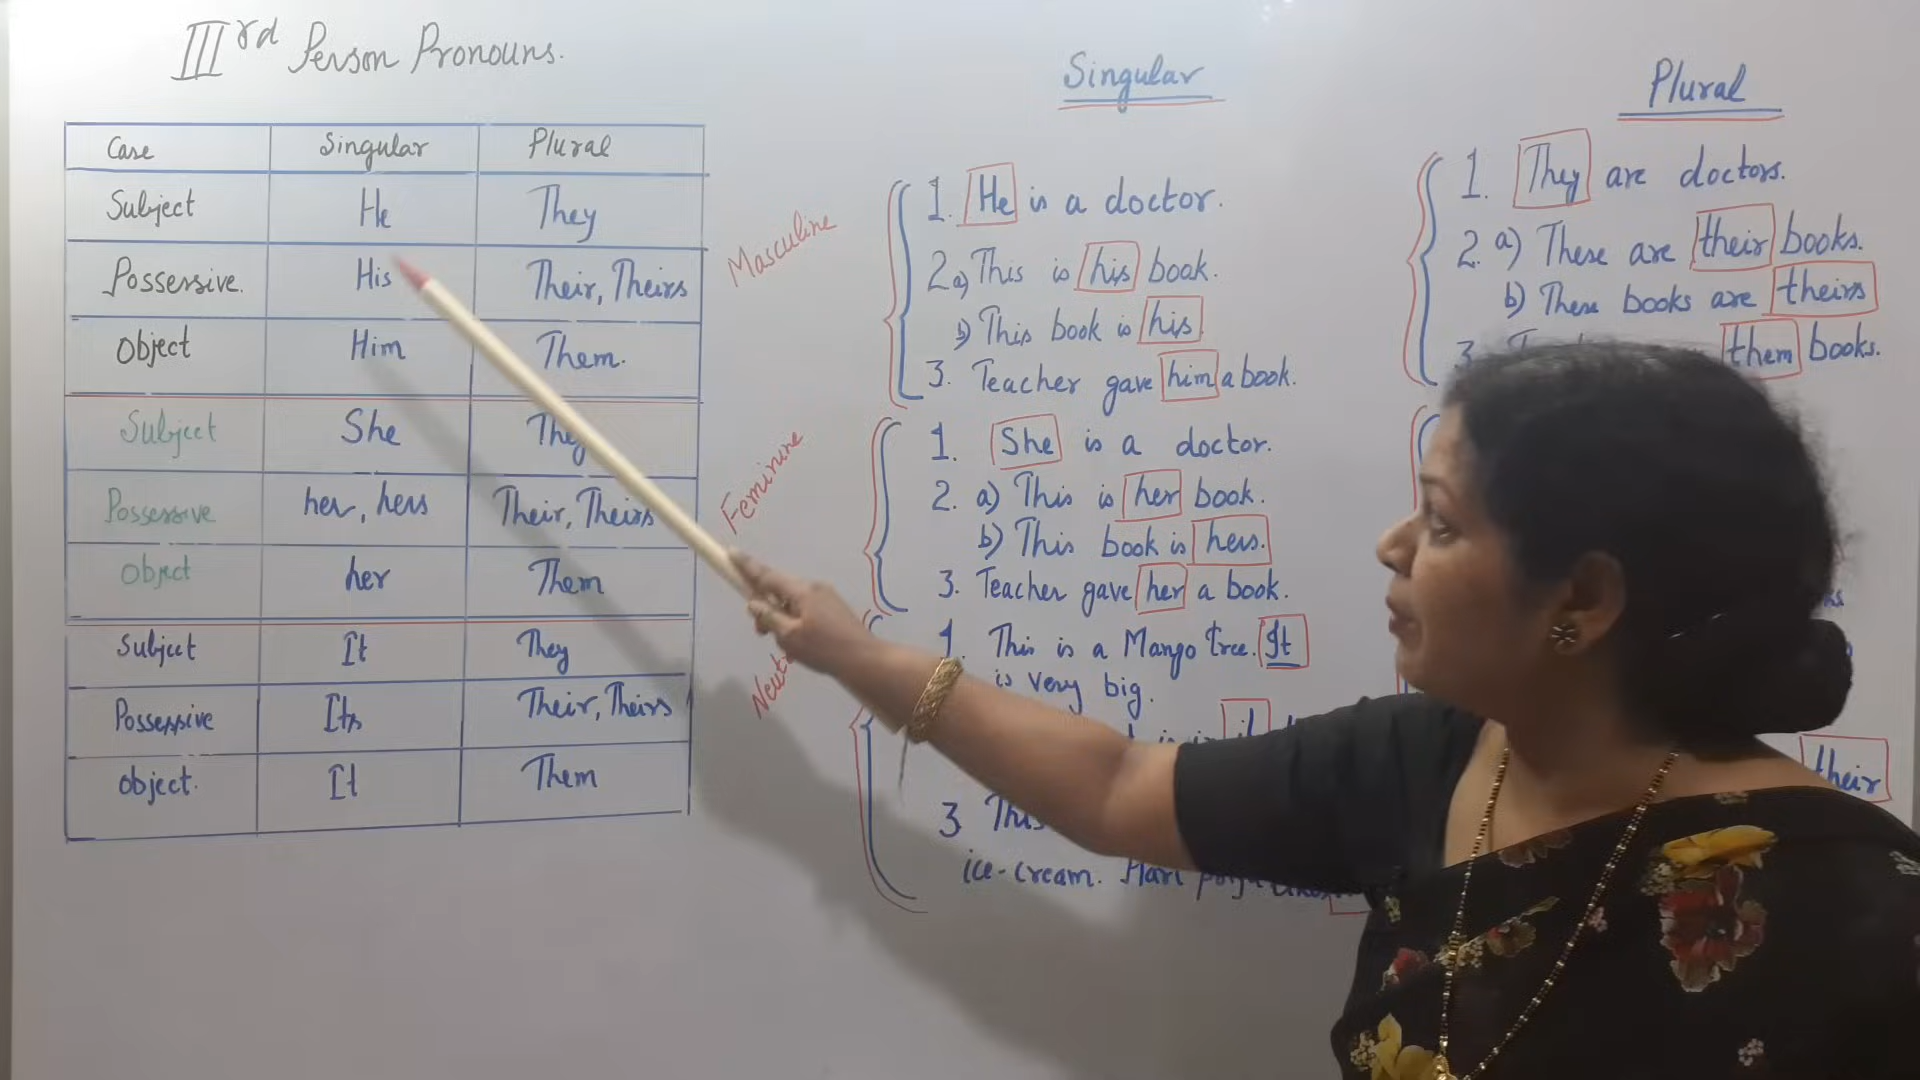 IIIrd Person Pronouns.
Case Singular Plural
Subject He They
Possessive. His Their, Theirs
Object Him Them.
Subject She They
Possessive her, hers Their, Theirs
Object her Them
Subject It They
Possessive Its Their, Theirs
object. It Them
Masculine
Feminine
Singular
1. He is a doctor.
2 a) This is his book.
b) This book is his.
3. Teacher gave him a book.
1. She is a doctor.
2. a) This is her book.
b) This book is hers.
3. Teacher gave her a book.
1. This is a Mango tree. It
is very big.
3 This
ice-cream. Hari
Plural
1. They are doctors.
2. a) These are their books.
b) These books are theirs
3. them books.
their